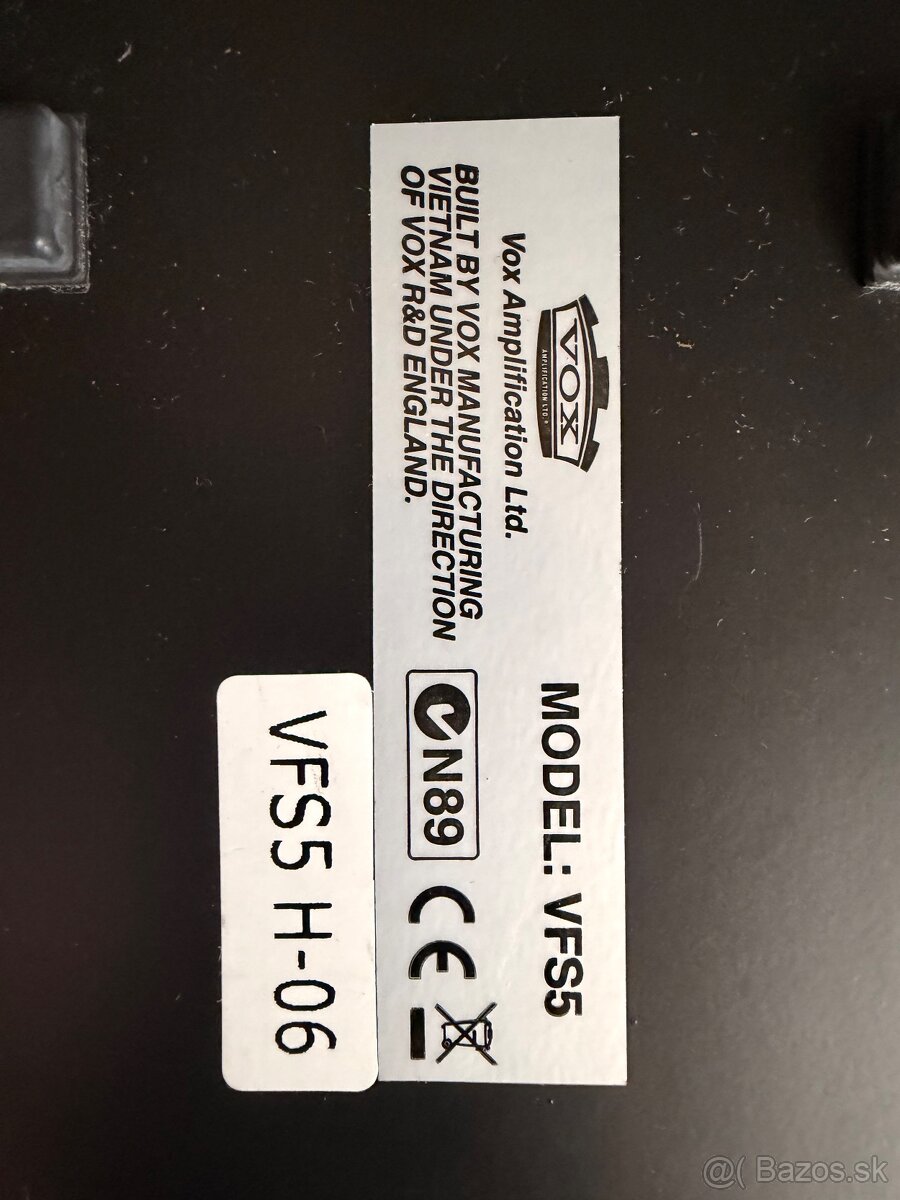 VOX
AMPLIFICATION LTD.
Vox Amplification Ltd.
BUILT BY VOX MANUFACTURING
VIETNAM UNDER THE DIRECTION
OF VOX R&D ENGLAND.
MODEL: VFS5
N89
CE
VFS5 H-06
@( Bazos.sk